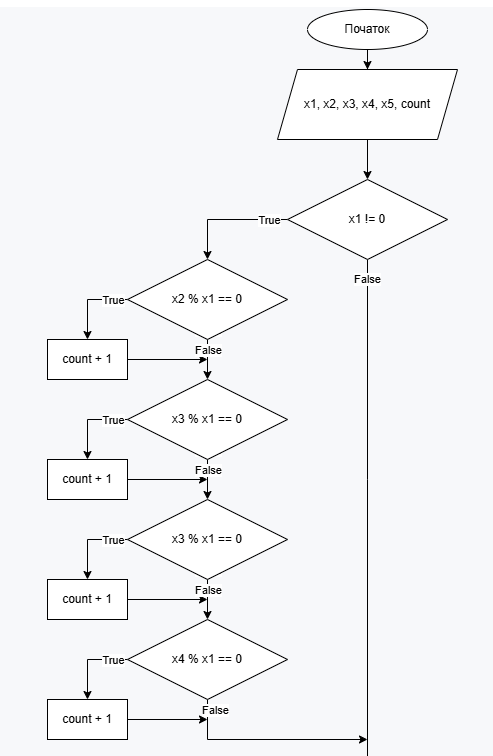 Початок
x1, x2, x3, x4, x5, count
x1 != 0
True
False
x2 % x1 == 0
True
False
count + 1
x3 % x1 == 0
True
False
count + 1
x3 % x1 == 0
True
False
count + 1
x4 % x1 == 0
True
False
count + 1